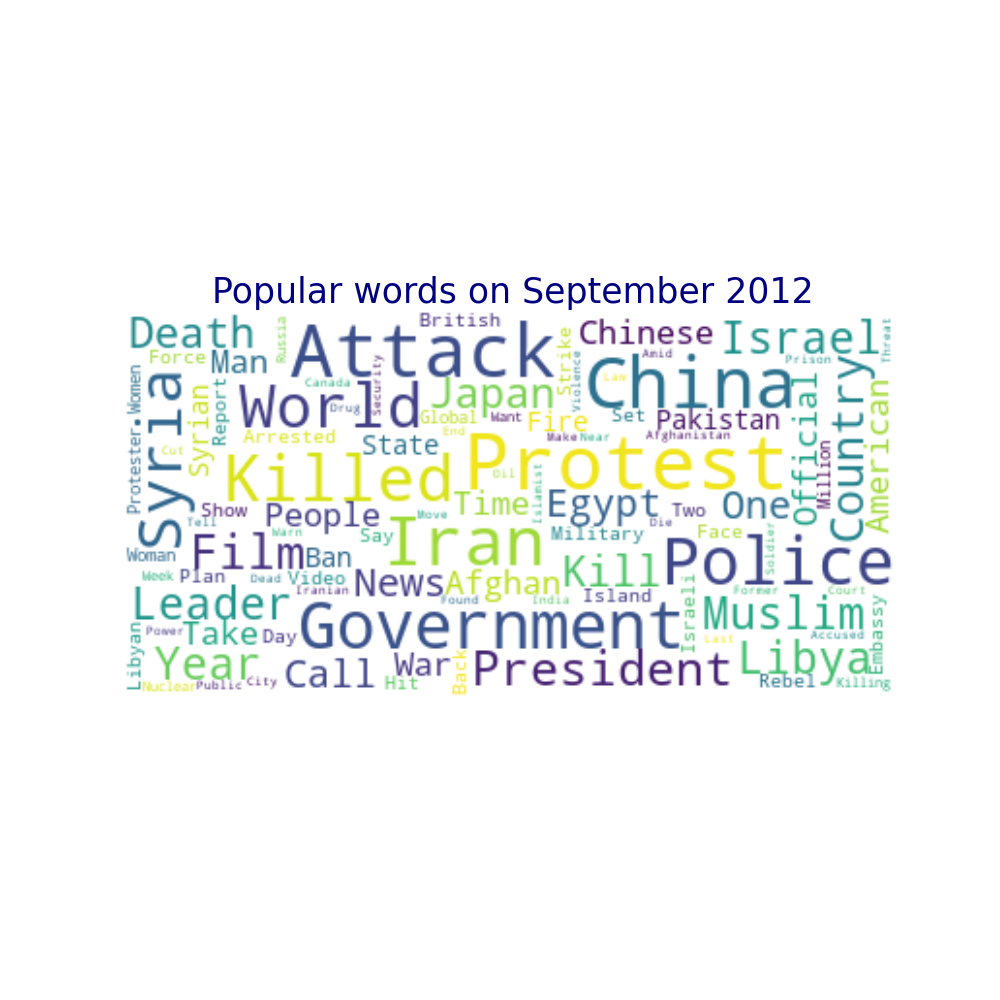 Popular words on September 2012
Death
Russia
Attack
British
Strike
Chinese
Israel
Threat
Force
Man
Security
Violence
Amid
Prison
Women
Syria
Syrian
Report
World
Canada
Drug
Japan
Global
Want
Fire
Law
China
Set
Pakistan
Official
Country
American
Protester
Cut
Arrested
State
End
Protest
Make
Near
Afghanistan
Million
Killed
Oil
Islamist
Tell
Show
People
Time
Egypt
Two
One
Warn
Say
Move
Iran
Military
Die
Face
Soldier
Woman
Film
Ban
Police
Week
Plan
Dead
Video
Iranian
News
Afghan
Kill
Island
Israeli
Former
Court
Leader
Found
India
Muslim
Embassy
Libyan
Power
Take
Day
Government
Last
Accused
Year
Call
War
Back
President
Libya
Nuclear
Public
City
Hit
Rebel
Killing